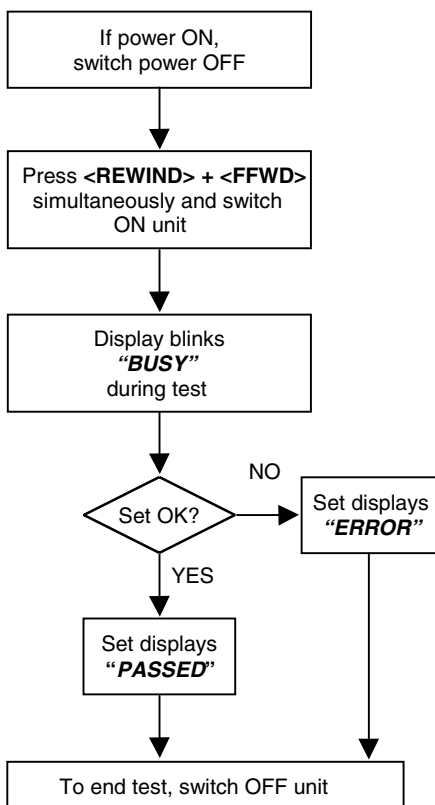 If power ON,
switch power OFF
Press <REWIND> + <FFWD>
simultaneously and switch
ON unit
Display blinks
"BUSY"
during test
Set OK?
NO
Set displays
"ERROR"
YES
Set displays
“PASSED”
To end test, switch OFF unit